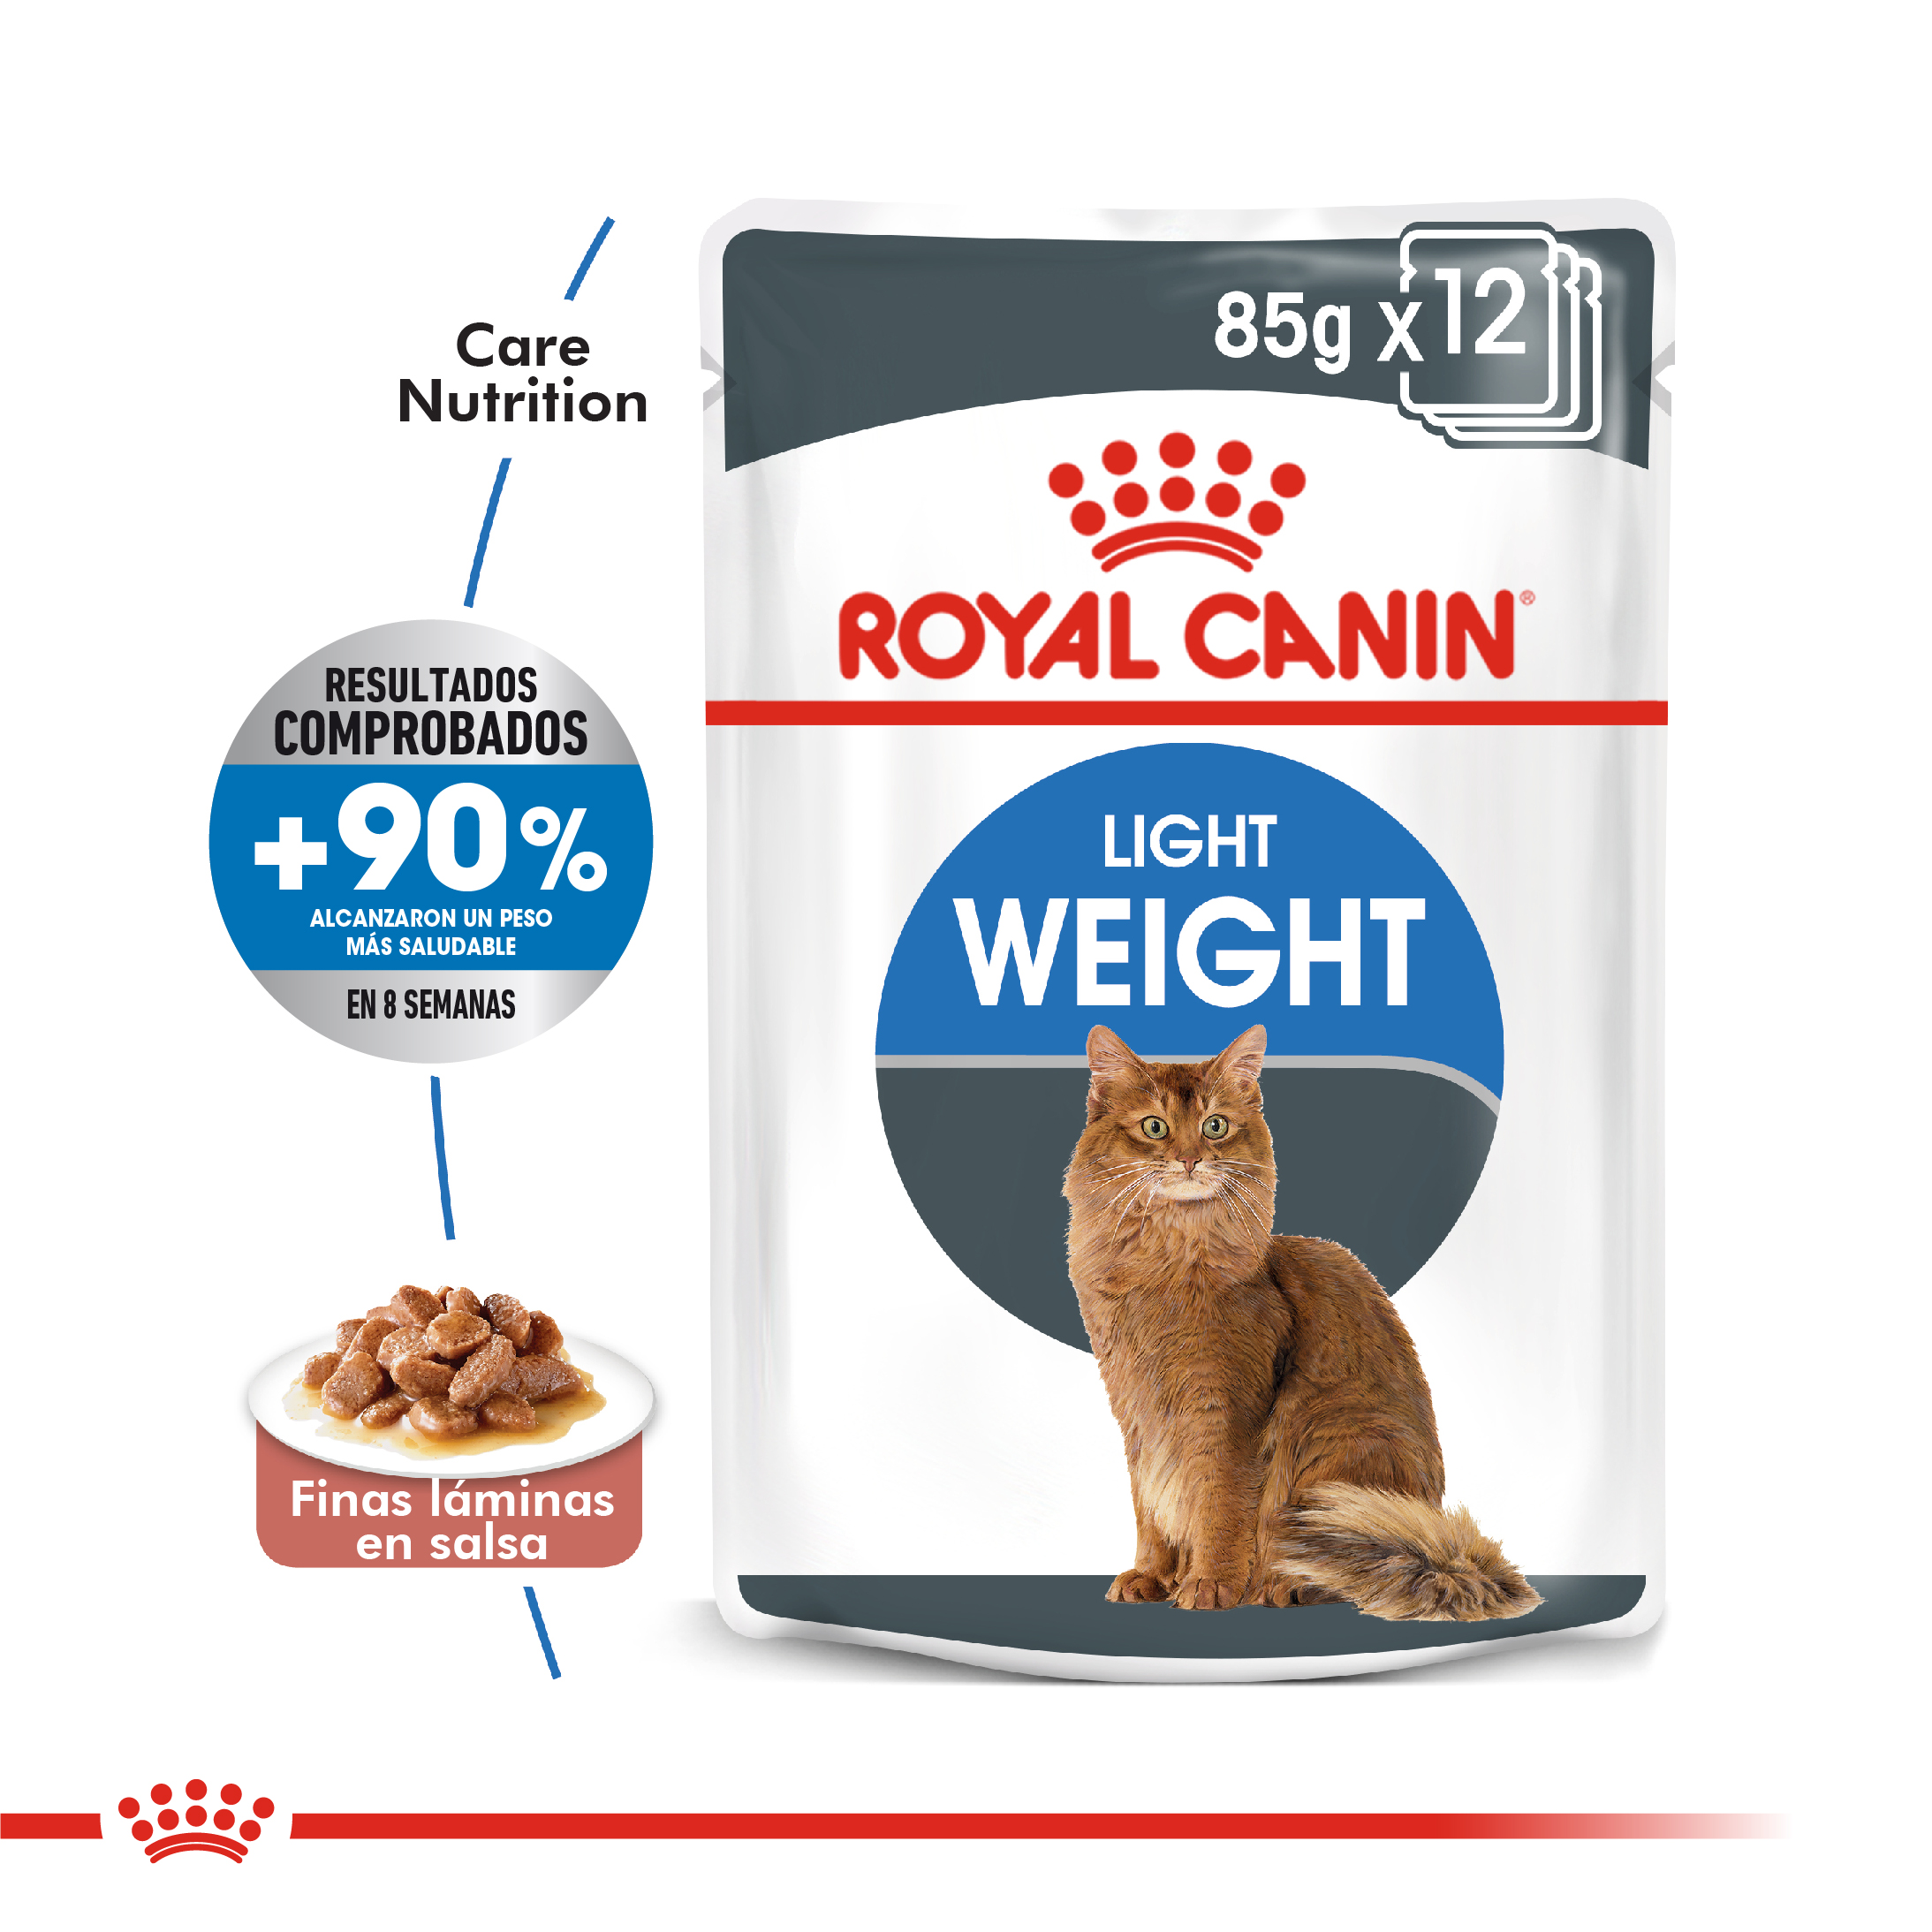 Care
Nutrition
RESULTADOS
COMPROBADOS
+90%
ALCANZARON UN PESO
MÁS SALUDABLE
EN 8 SEMANAS
Finas láminas
en salsa
85g x12
ROYAL CANIN®
LIGHT
WEIGHT